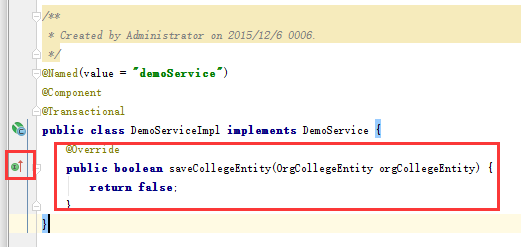 /**
 * Created by Administrator on 2015/12/6 0006.
 */
@Named(value = "demoService")
@Component
@Transactional
public class DemoServiceImpl implements DemoService {
    @Override
    public boolean saveCollegeEntity(OrgCollegeEntity orgCollegeEntity) {
        return false;
    }
}